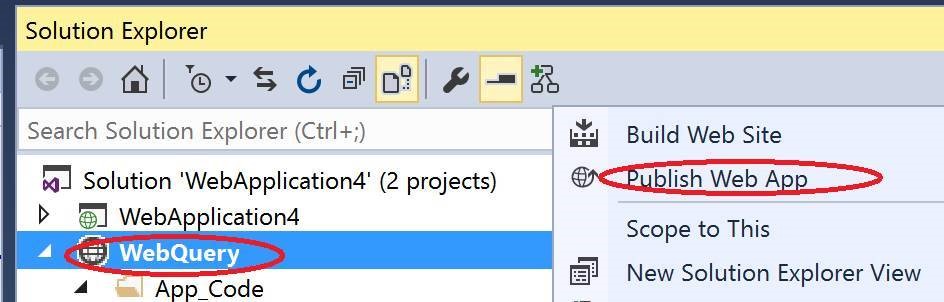 Solution Explorer
Search Solution Explorer (Ctrl+;)
Solution 'WebApplication4' (2 projects)
WebApplication4
WebQuery
App_Code
Build Web Site
Publish Web App
Scope to This
New Solution Explorer View